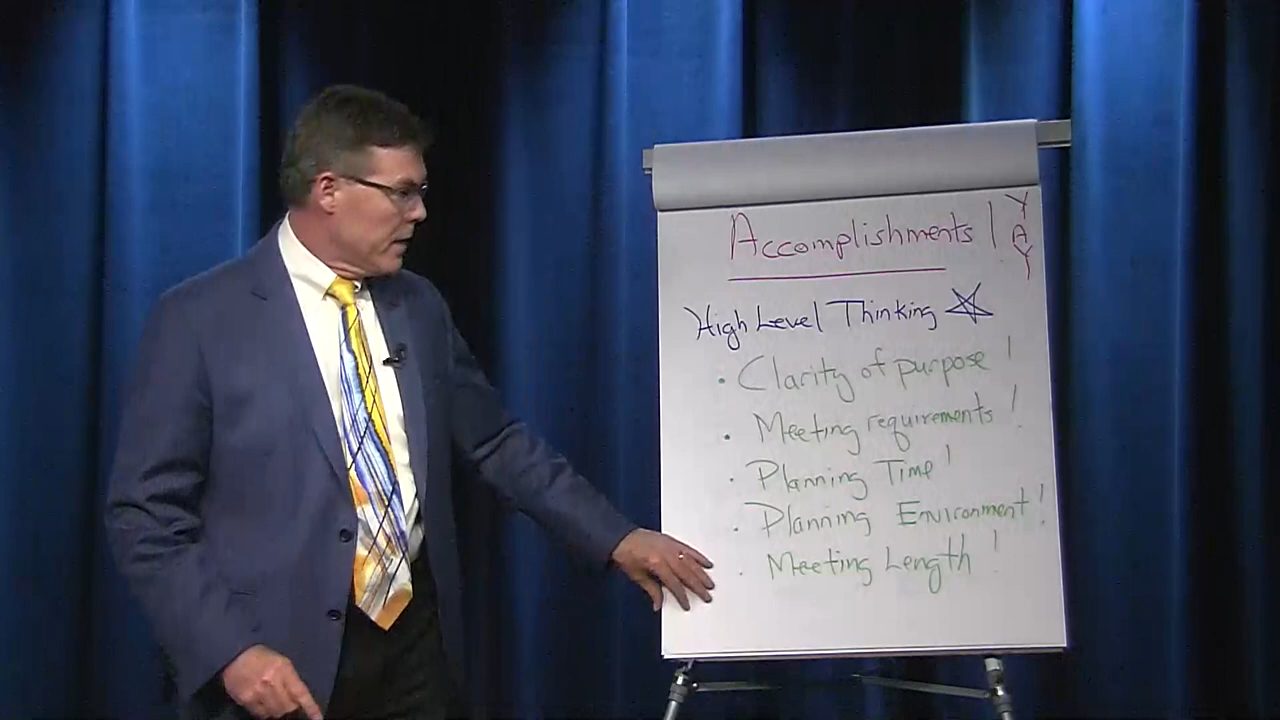 Accomplishments! YAY
High Level Thinking
• Clarity of purpose!
• Meeting requirements!
• Planning Time!
• Planning Environment!
• Meeting Length!